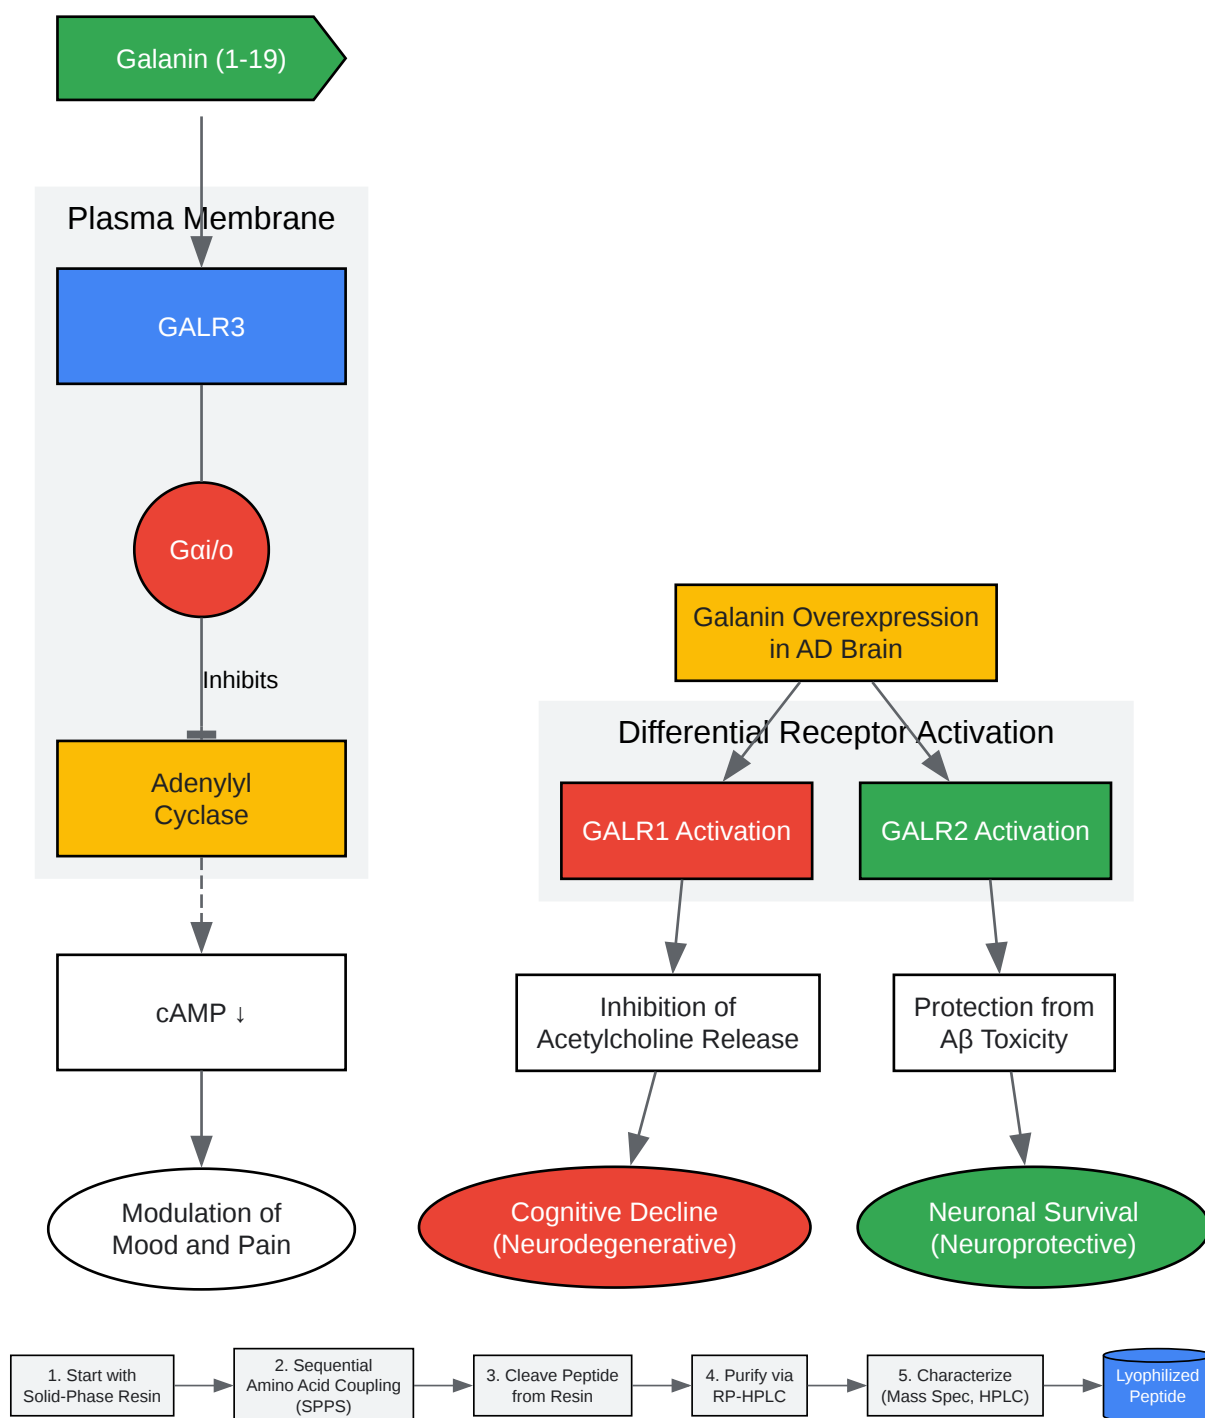 Galanin (1-19)
Plasma Membrane
GALR3
Gαi/o
Inhibits
Adenylyl
Cyclase
cAMP ↓
Modulation of
Mood and Pain
Galanin Overexpression
in AD Brain
Differential Receptor Activation
GALR1 Activation
GALR2 Activation
Inhibition of
Acetylcholine Release
Protection from
Aβ Toxicity
Cognitive Decline
(Neurodegenerative)
Neuronal Survival
(Neuroprotective)
1. Start with
Solid-Phase Resin
2. Sequential
Amino Acid Coupling
(SPPS)
3. Cleave Peptide
from Resin
4. Purify via
RP-HPLC
5. Characterize
(Mass Spec, HPLC)
Lyophilized
Peptide